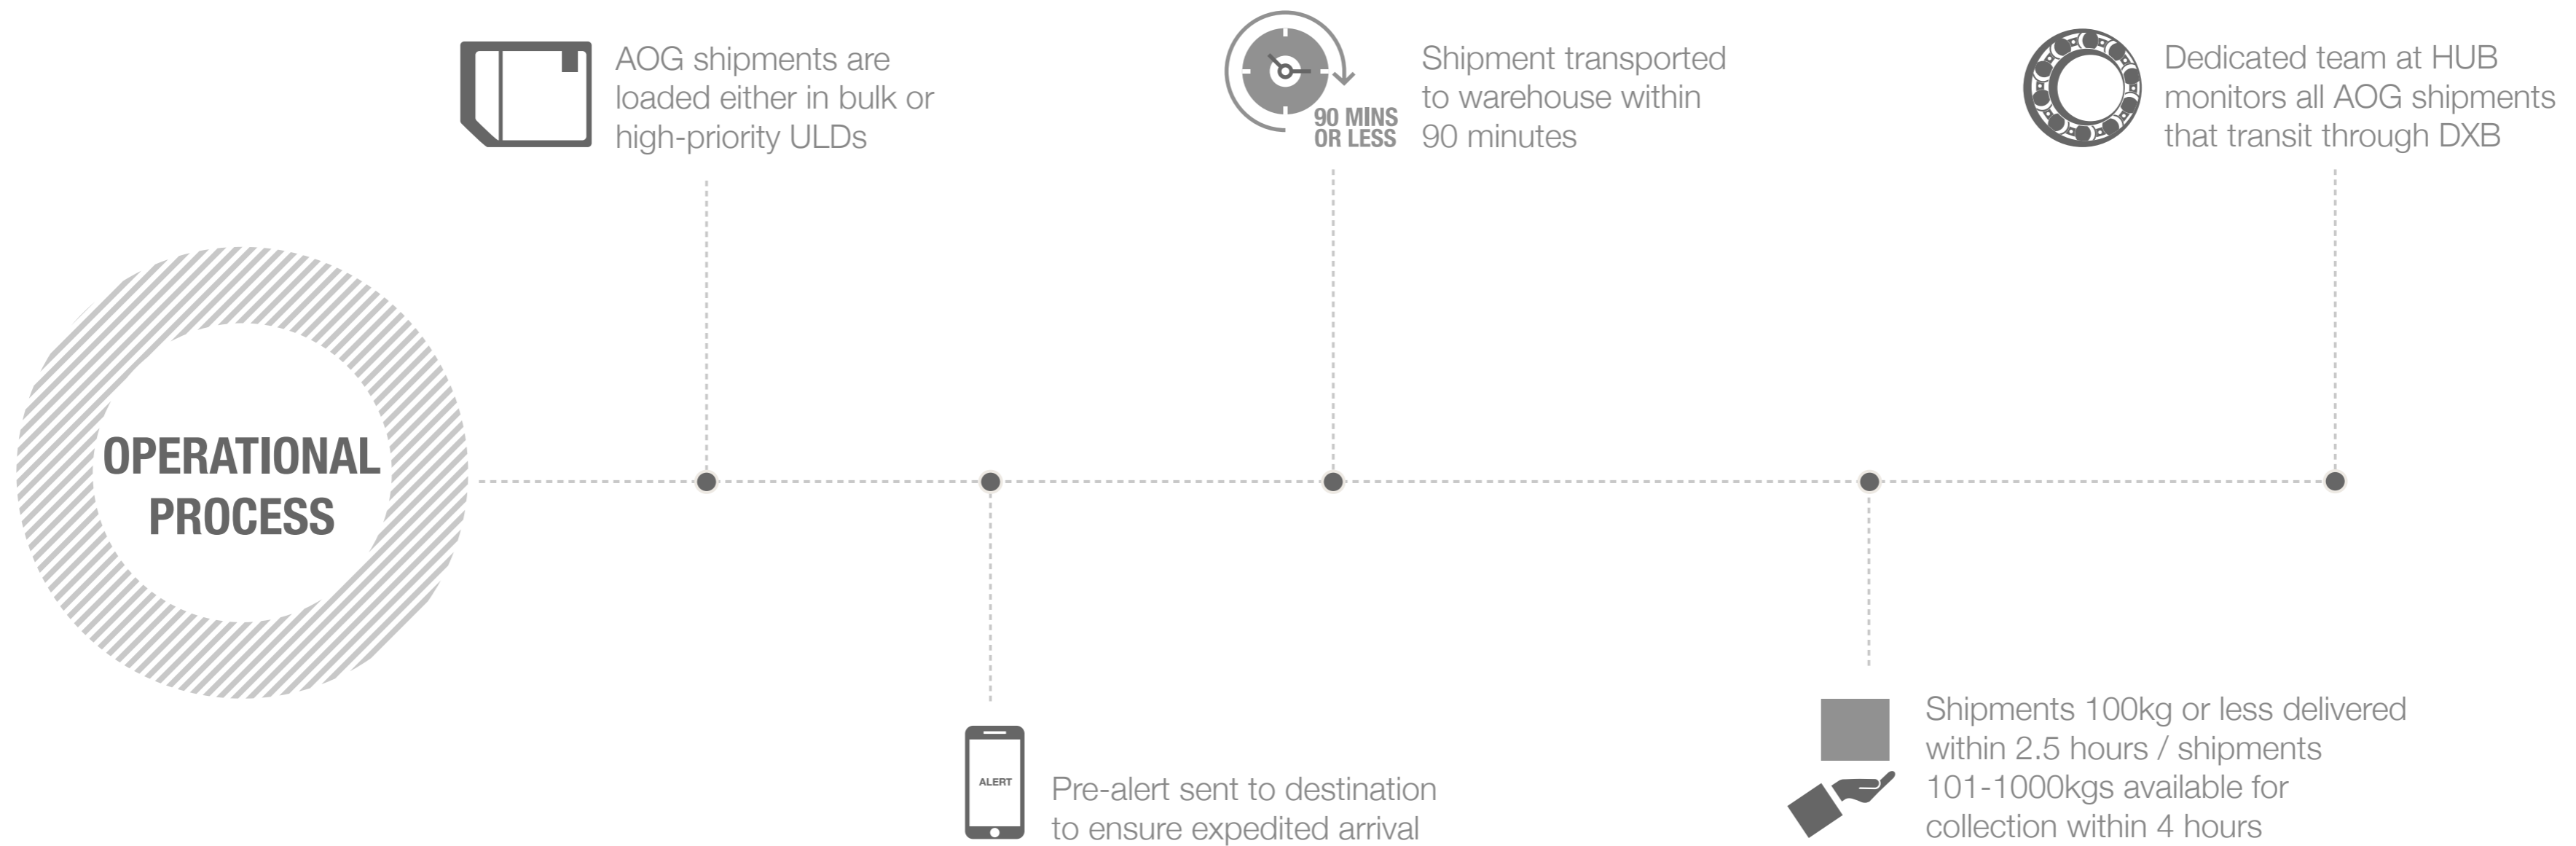 OPERATIONAL
PROCESS
AOG shipments are
loaded either in bulk or
high-priority ULDs
ALERT
Pre-alert sent to destination
to ensure expedited arrival
90 MINS
OR LESS
Shipment transported
to warehouse within
90 minutes
Shipments 100kg or less delivered
within 2.5 hours / shipments
101-1000kgs available for
collection within 4 hours
Dedicated team at HUB
monitors all AOG shipments
that transit through DXB